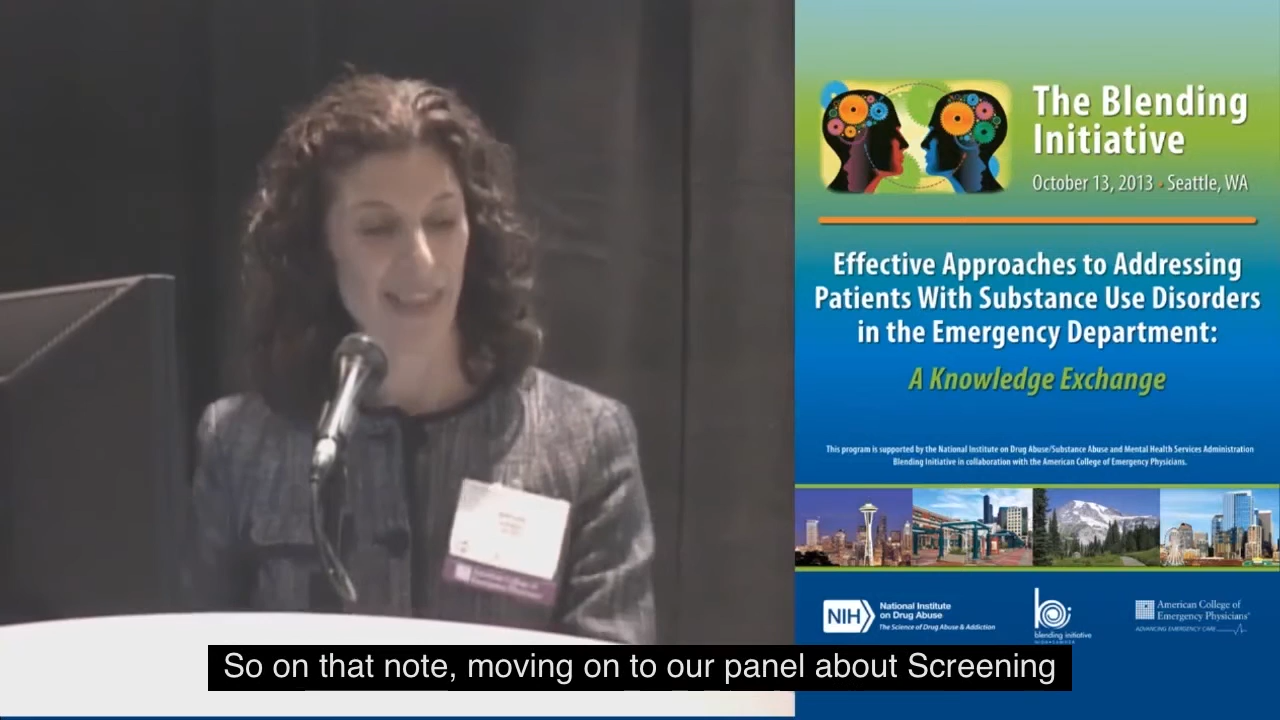 The Blending
Initiative
October 13, 2013 • Seattle, WA
Effective Approaches to Addressing
Patients With Substance Use Disorders
in the Emergency Department:
A Knowledge Exchange
This program is supported by the National Institute on Drug Abuse/Substance Abuse and Mental Health Services Administration
Blending Initiative in collaboration with the American College of Emergency Physicians.
NIH
National Institute
on Drug Abuse
The Science of Drug Abuse & Addiction
blending initiative
American College of
Emergency Physicians®
ADVANCING EMERGENCY CARE
So on that note, moving on to our panel about Screening